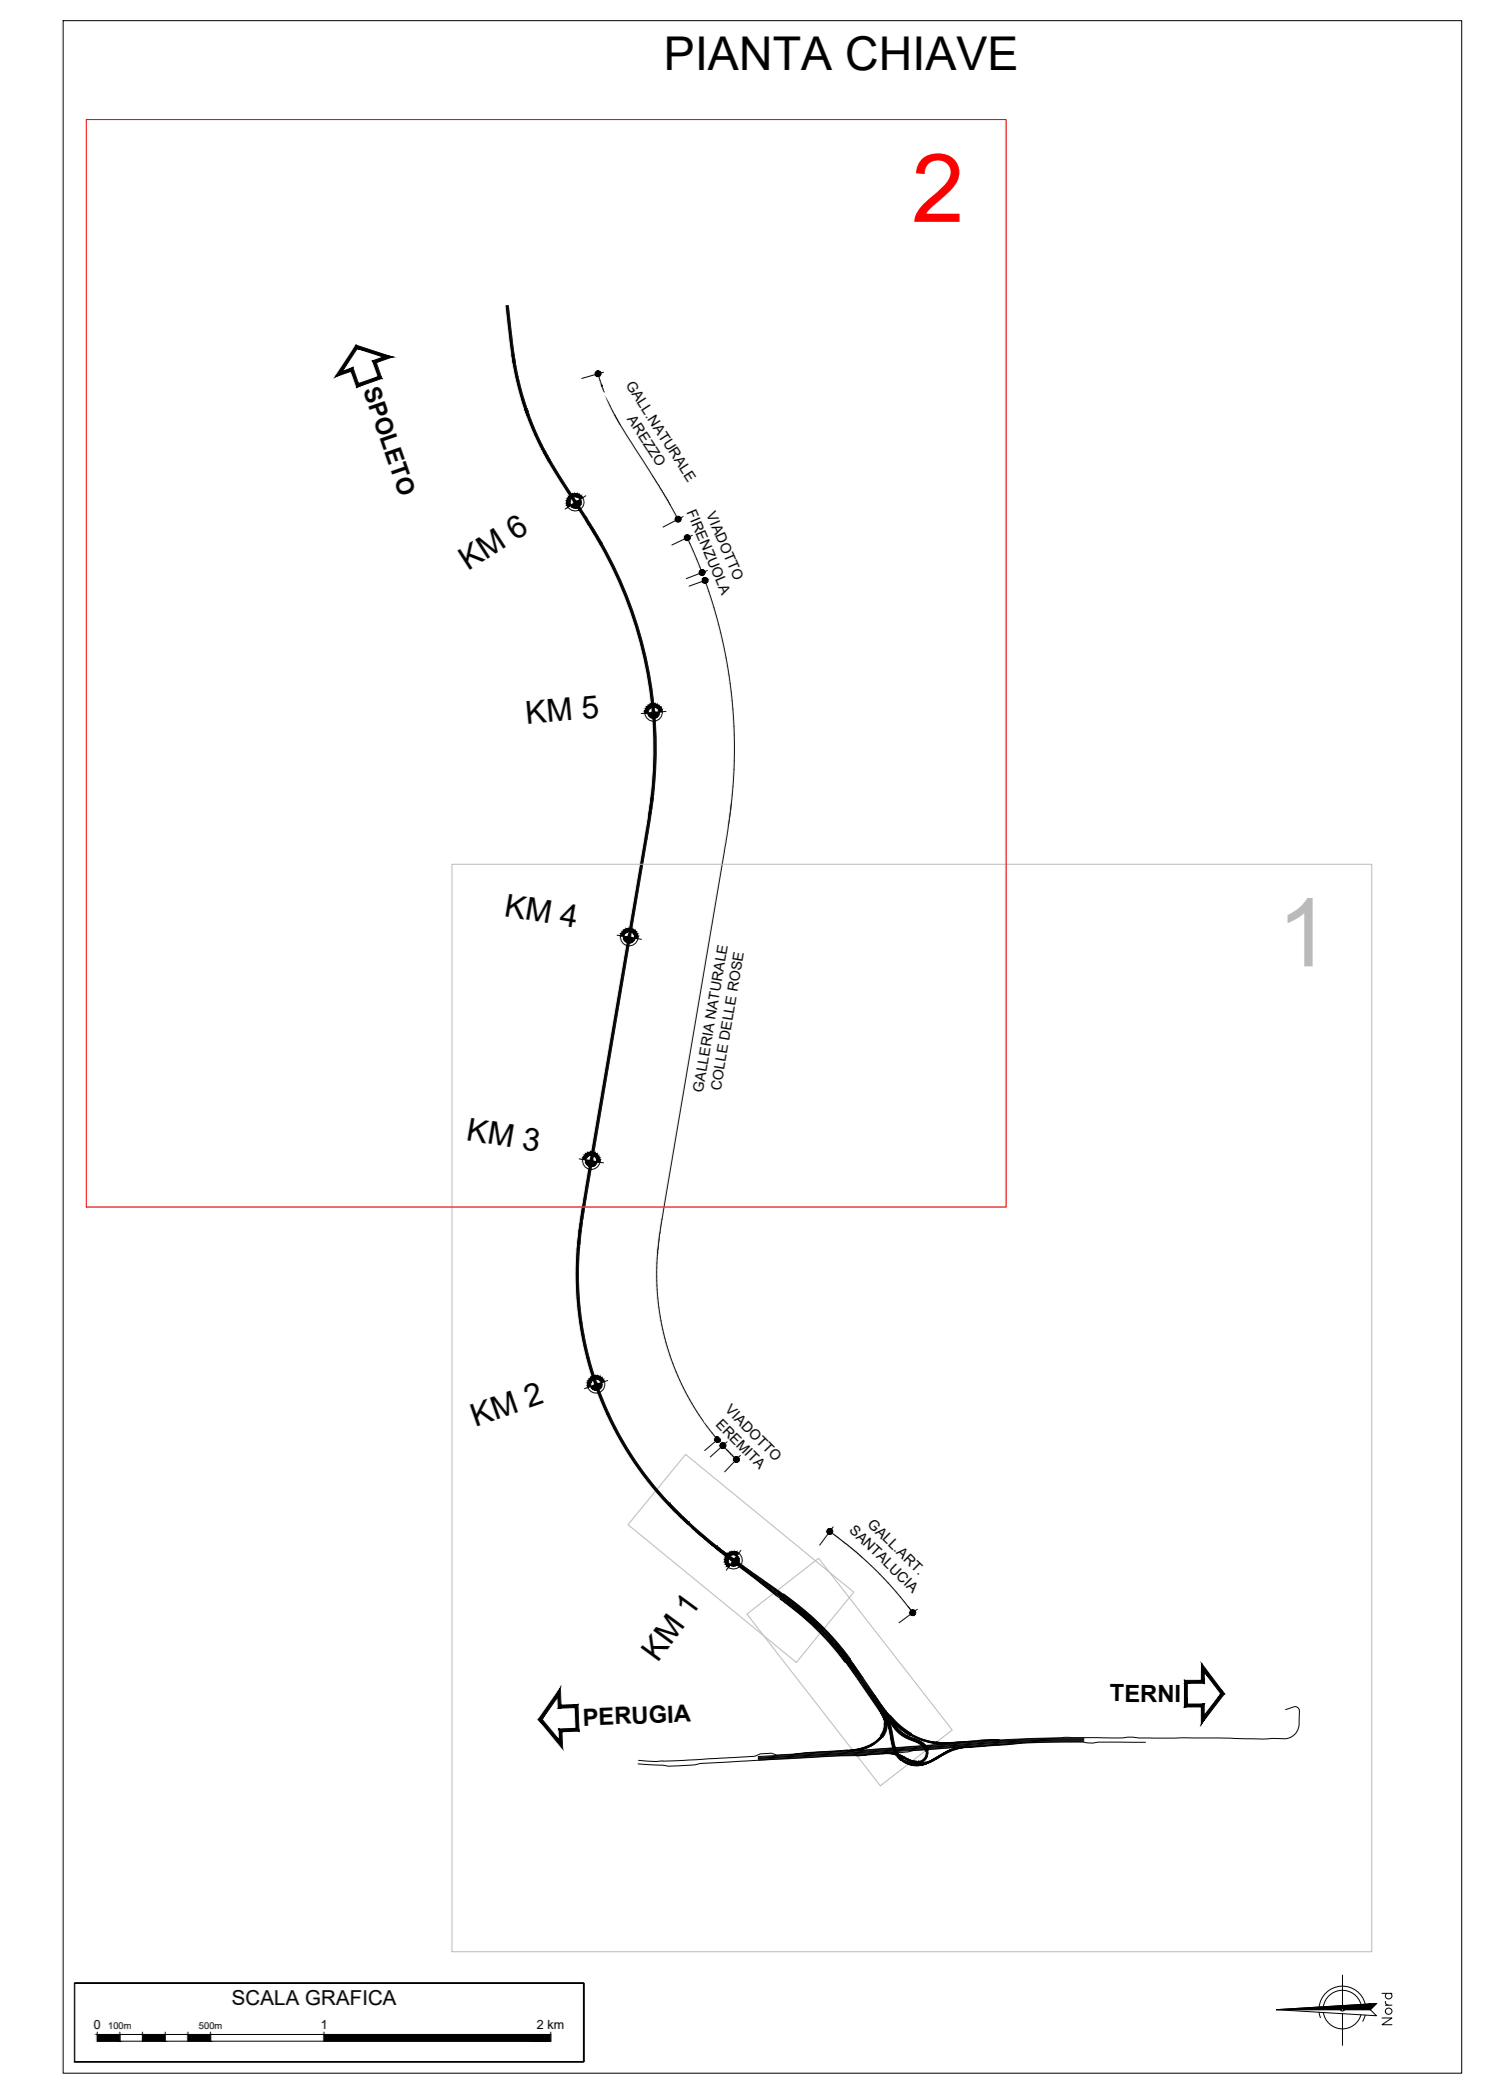 PIANTA CHIAVE
2
SPOLETO
GALL.NATURALE
AREZZO
KM 6
VIADOTTO
FIRENZUOLA
KM 5
1
KM 4
GALLERIA NATURALE
COLLE DELLE ROSE
KM 3
KM 2
VIADOTTO
EREMITA
GALL.ART.
SANTALUCIA
KM 1
TERNI
PERUGIA
SCALA GRAFICA
0 100m 500m 1 2 km
Nord